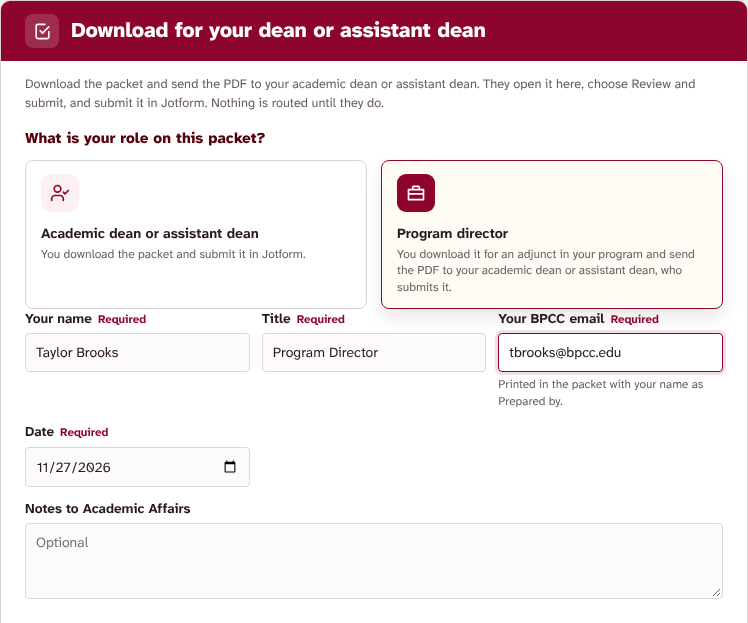 Download for your dean or assistant dean
Download the packet and send the PDF to your academic dean or assistant dean. They open it here, choose Review and
submit, and submit it in Jotform. Nothing is routed until they do.
What is your role on this packet?
Academic dean or assistant dean
You download the packet and submit it in Jotform.
Program director
You download it for an adjunct in your program and send
the PDF to your academic dean or assistant dean, who
submits it.
Your name Required
Taylor Brooks
Title Required
Program Director
Your BPCC email Required
tbrooks@bpcc.edu
Printed in the packet with your name as
Prepared by.
Date Required
11/27/2026
Notes to Academic Affairs
Optional